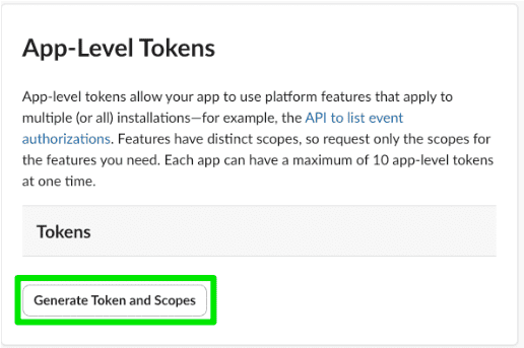 App-Level Tokens
App-level tokens allow your app to use platform features that apply to
multiple (or all) installations—for example, the API to list event
authorizations. Features have distinct scopes, so request only the scopes for
the features you need. Each app can have a maximum of 10 app-level tokens
at one time.
Tokens
Generate Token and Scopes